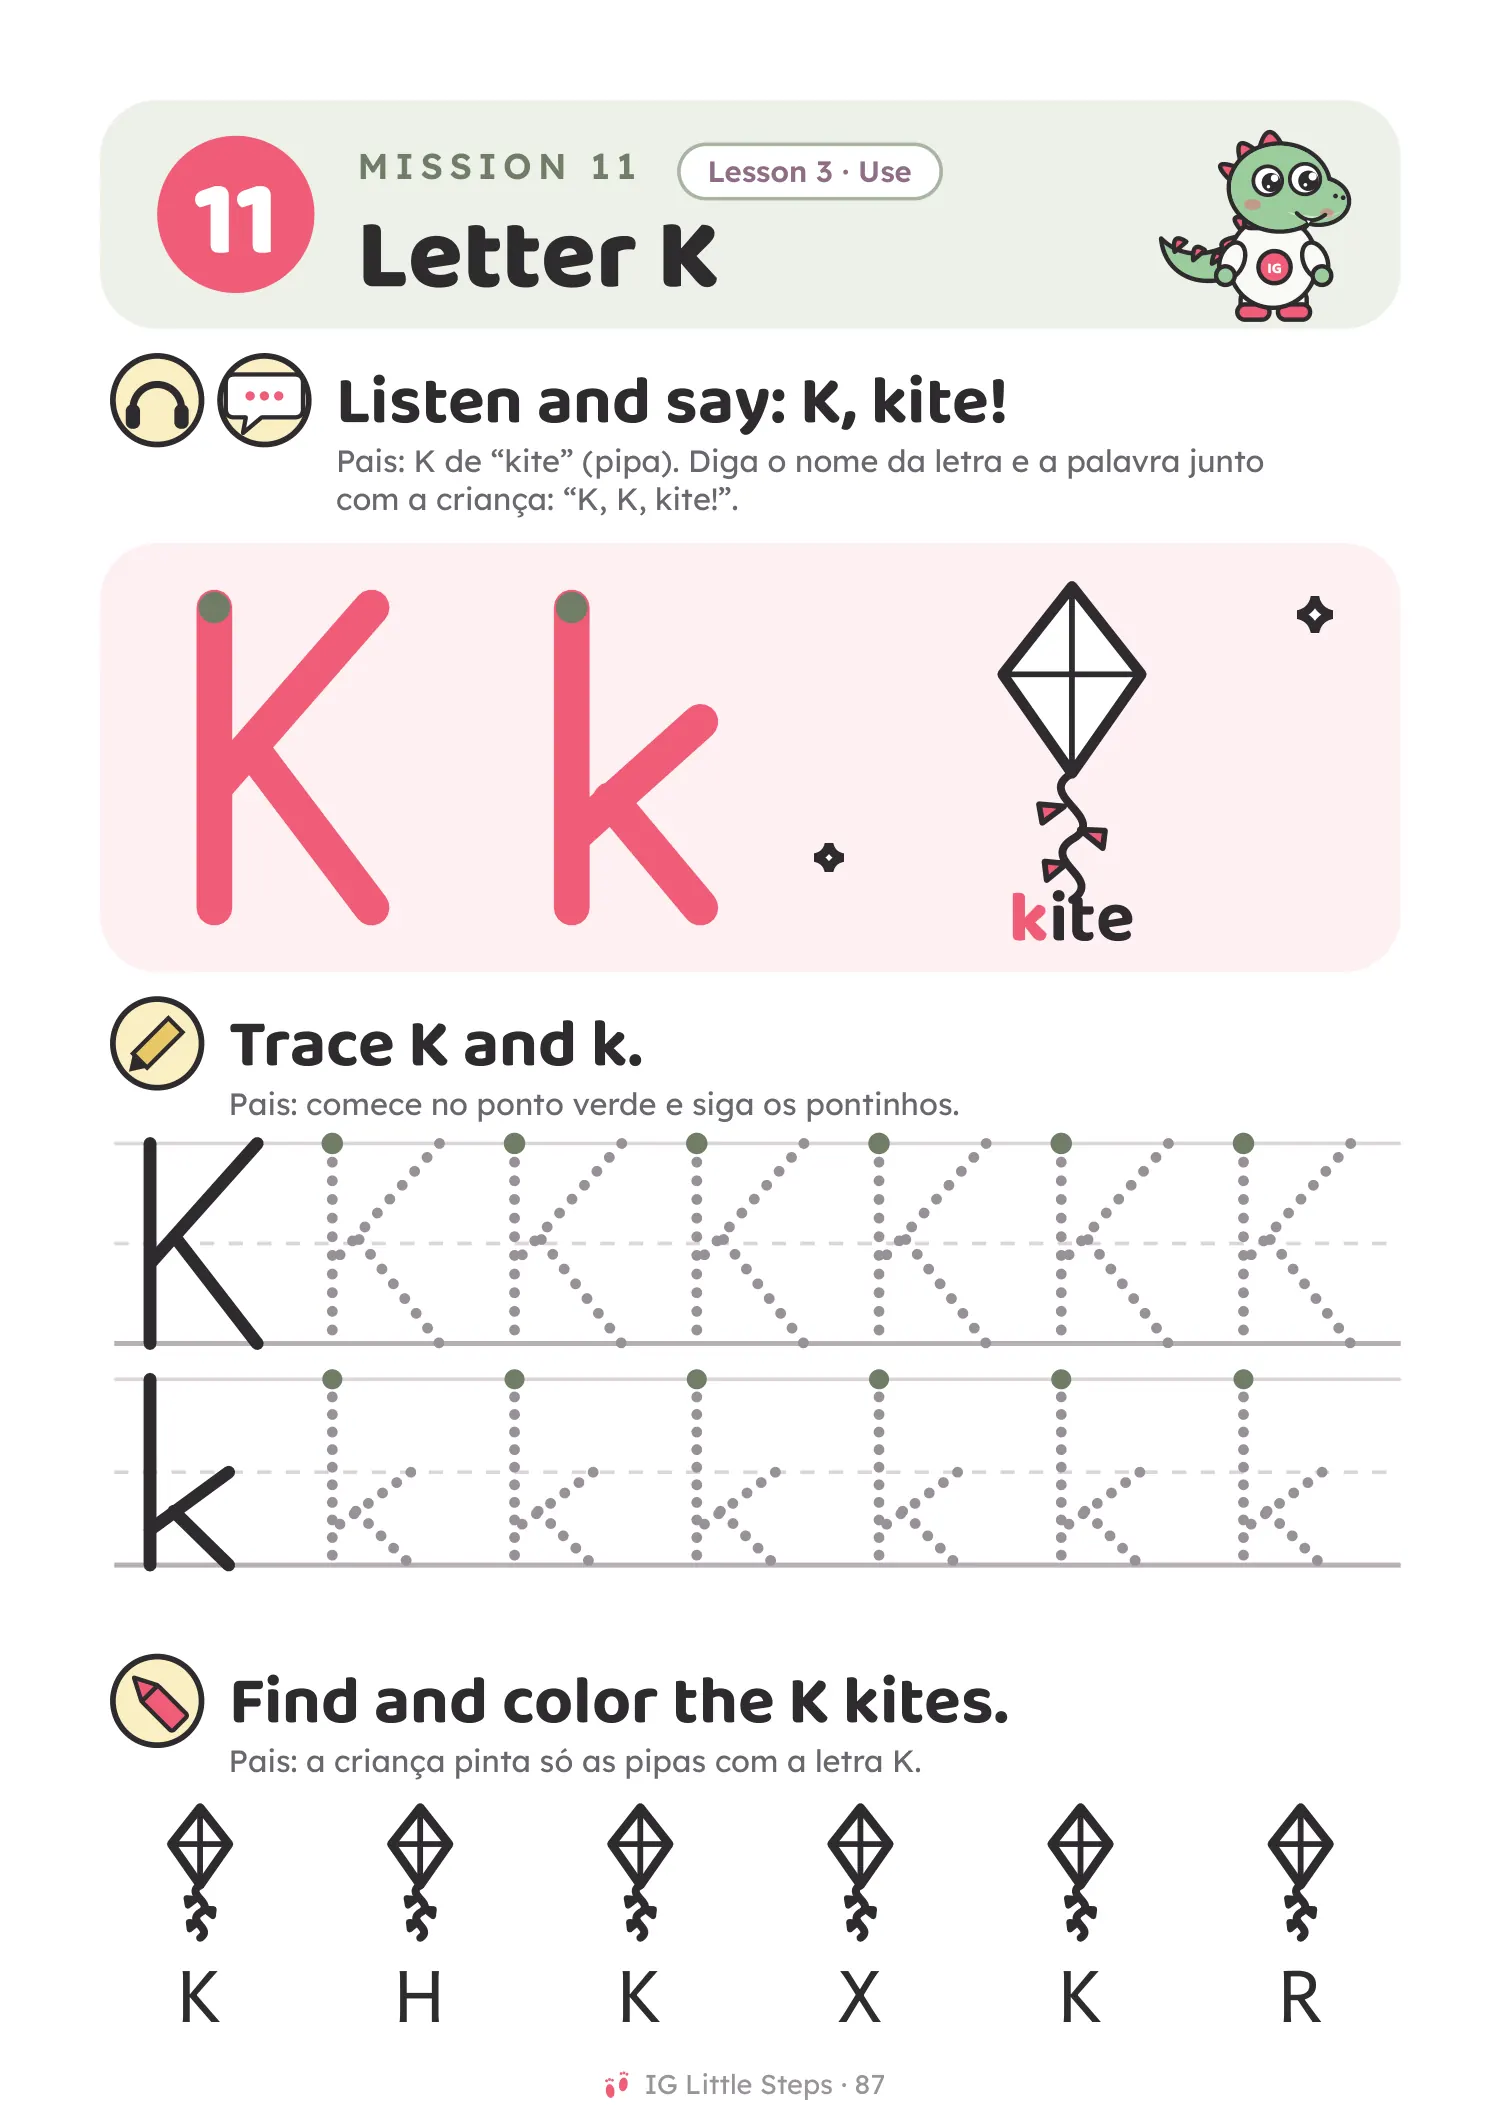 11
MISSION 11
Lesson 3 · Use
Letter K
IG
Listen and say: K, kite!
Pais: K de “kite” (pipa). Diga o nome da letra e a palavra junto
com a criança: “K, K, kite!”.
K k
kite
Trace K and k.
Pais: comece no ponto verde e siga os pontinhos.
K K K K K K K
k k k k k k k
Find and color the K kites.
Pais: a criança pinta só as pipas com a letra K.
K H K X K R
IG Little Steps · 87